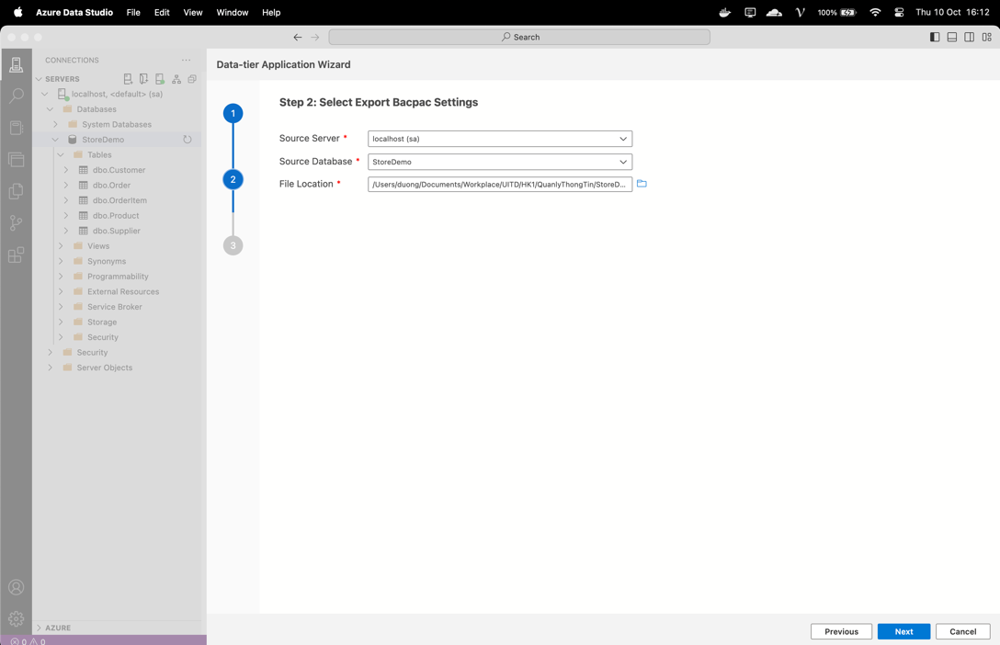 Azure Data Studio File Edit View Window Help 100% Thu 10 Oct 16:12
Search
CONNECTIONS
SERVERS
localhost, <default> (sa)
Databases
System Databases
StoreDemo
Tables
dbo.Customer
dbo.Order
dbo.OrderItem
dbo.Product
dbo.Supplier
Views
Synonyms
Programmability
External Resources
Service Broker
Storage
Security
Security
Server Objects
AZURE
0 0
Data-tier Application Wizard
1
2
3
Step 2: Select Export Bacpac Settings
Source Server * localhost (sa)
Source Database * StoreDemo
File Location * /Users/duong/Documents/Workplace/UITD/HK1/QuanlyThongTin/StoreD...
Previous Next Cancel